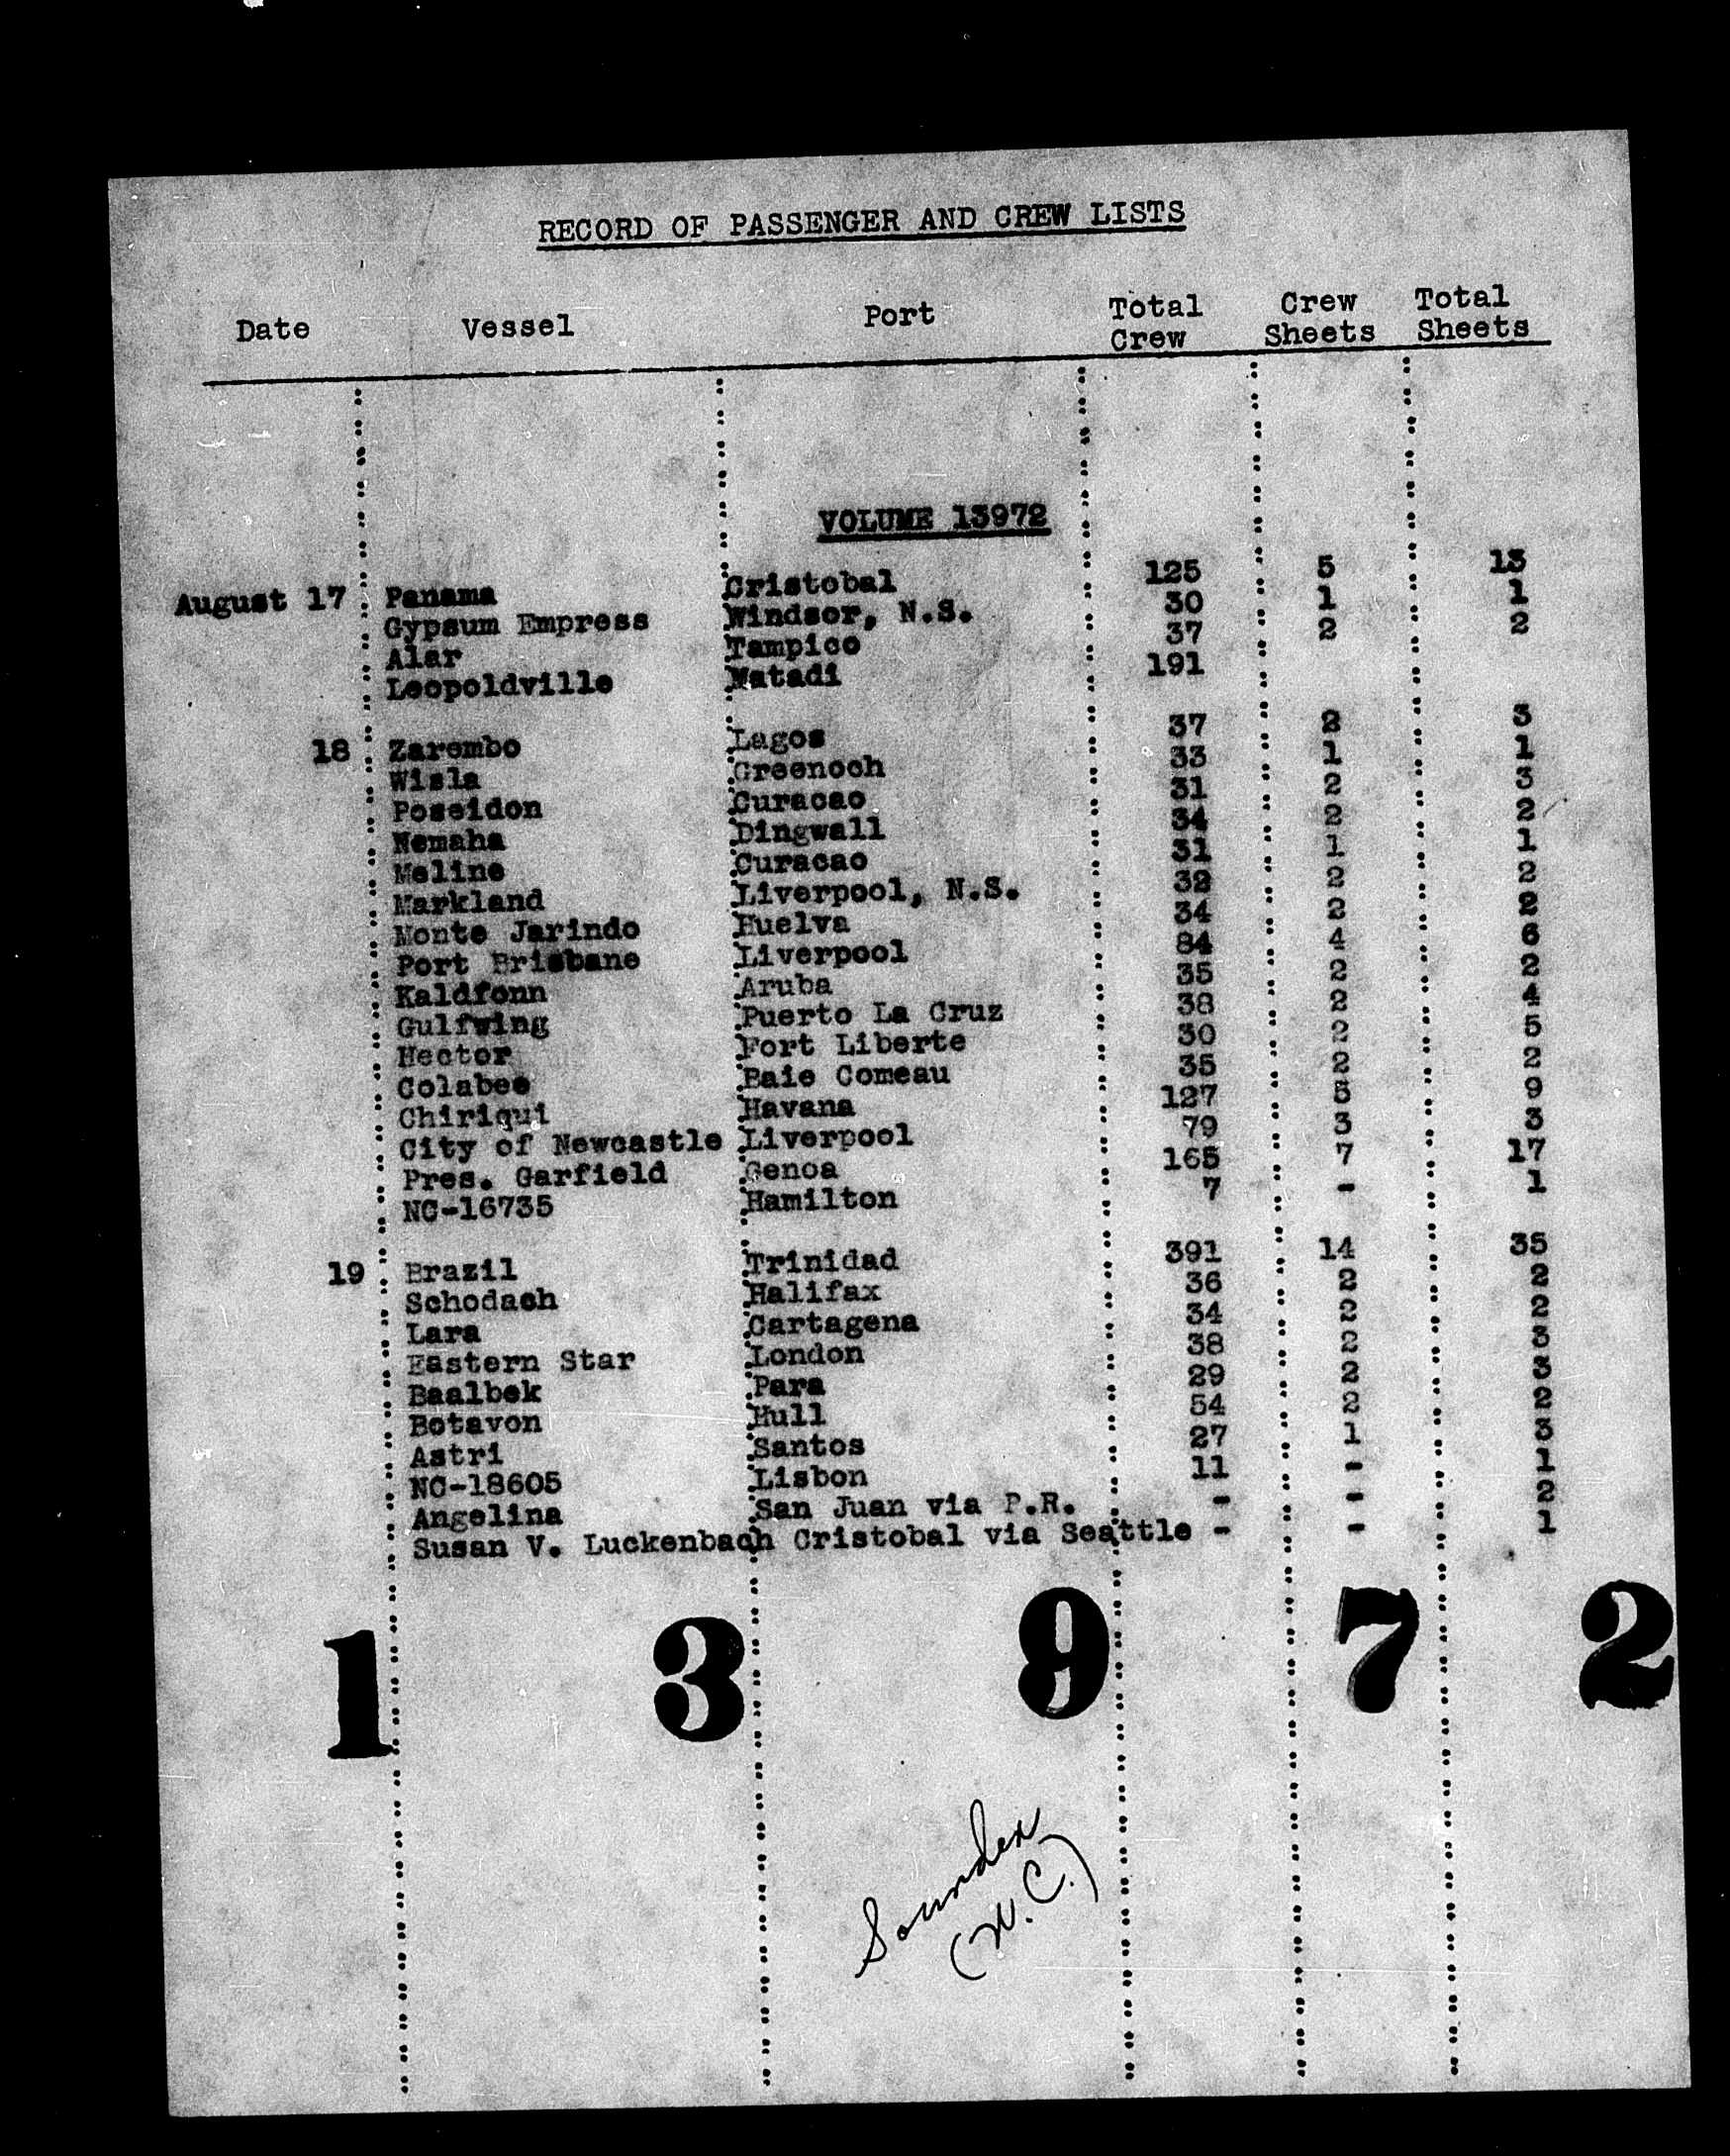 RECORD OF PASSENGER AND CREW LISTS
Date Vessel Port Total Crew Crew Sheets Total Sheets
VOLUME 13972
August 17 Panama Cristobal 125 5 13
Gypsum Empress Windsor, N.S. 30 1 1
Alar Tampico 37 2 2
Leopoldville Matadi 191
18 Zarembo Lagos 37 2 3
Wisla Greenoch 33 1 1
Poseidon Curacao 31 2 3
Nemaha Dingwall 34 2 2
Meline Curacao 31 1 1
Markland Liverpool, N.S. 32 2 2
Monte Jarindo Huelva 34 2 2
Port Brisbane Liverpool 84 4 6
Kaldfonn Aruba 35 2 2
Gulfwing Puerto La Cruz 38 2 4
Hector Fort Liberte 30 2 5
Colabee Baie Comeau 35 2 2
Chiriqui Havana 127 5 9
City of Newcastle Liverpool 79 3 3
Pres. Garfield Genoa 165 7 17
NC-16735 Hamilton 7 - 1
19 Brazil Trinidad 391 14 35
Schodach Halifax 36 2 2
Lara Cartagena 34 2 2
Eastern Star London 38 2 3
Baalbek Para 29 2 3
Botavon Hull 54 2 2
Astri Santos 27 1 3
NC-18605 Lisbon 11 - 1
Angelina San Juan via P.R. - - 2
Susan V. Luckenbach Cristobal via Seattle - - 1
1 3 9 7 2
Soundex
(N.C.)